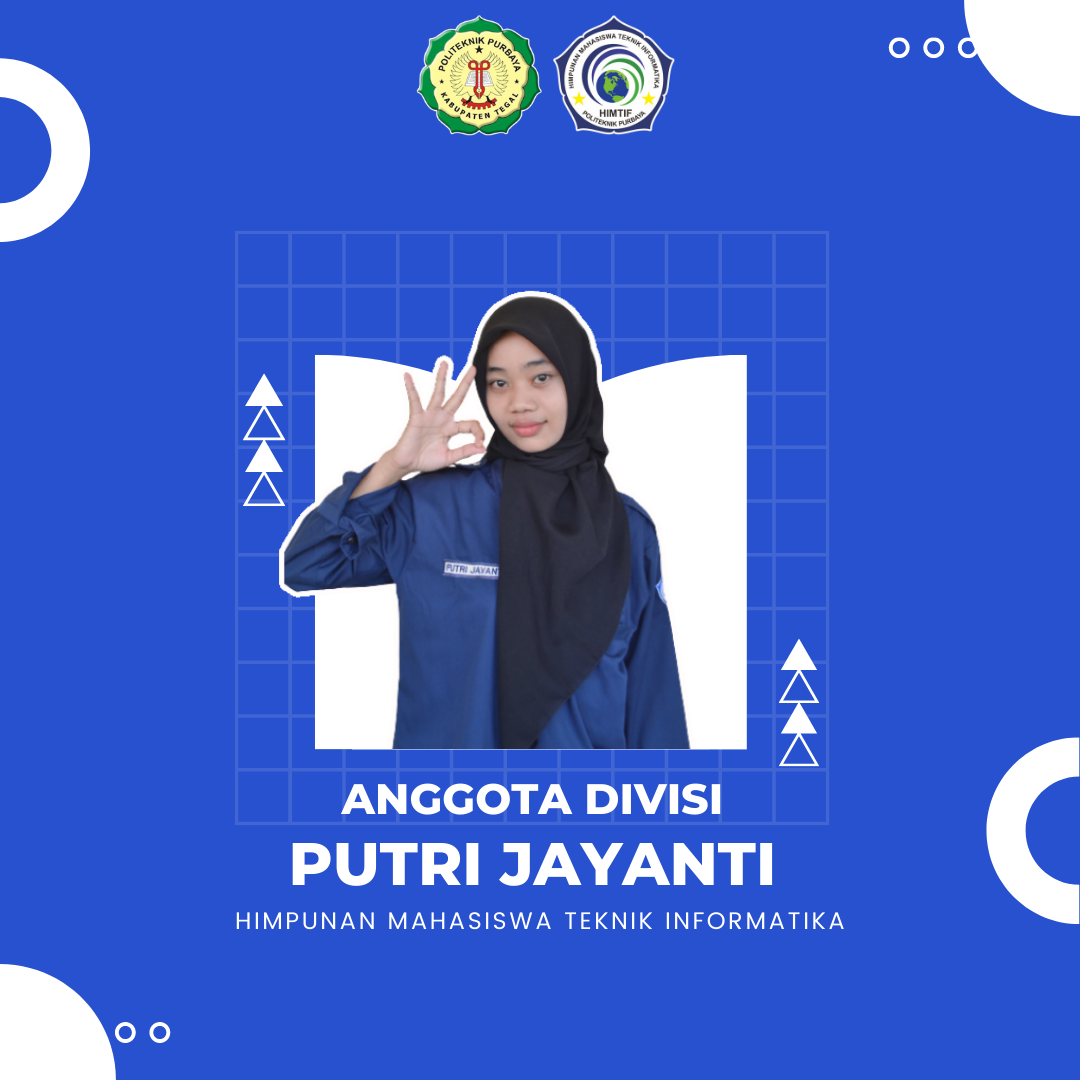 POLITEKNIK PURBAYA
KABUPATEN TEGAL
HIMPUNAN MAHASISWA TEKNIK INFORMATIKA
HIMTIF
POLITEKNIK PURBAYA
PUTRI JAYAN
ANGGOTA DIVISI
PUTRI JAYANTI
HIMPUNAN MAHASISWA TEKNIK INFORMATIKA